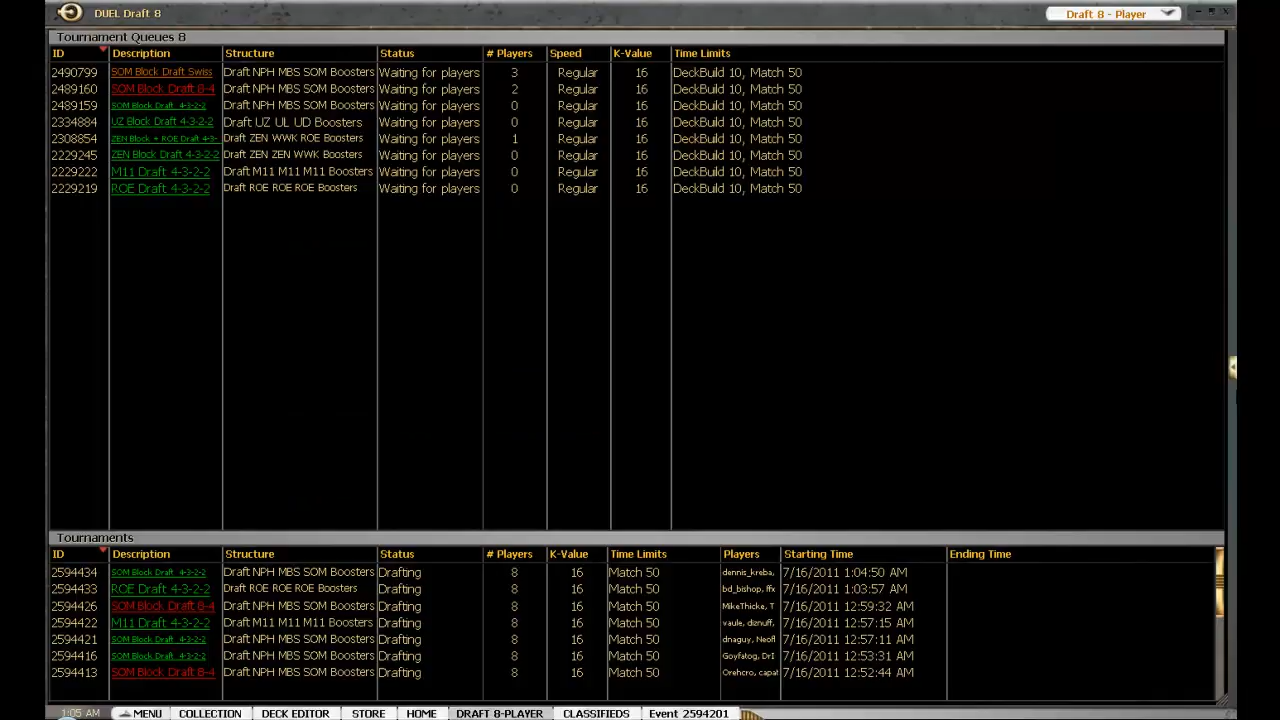 DUEL Draft 8 Draft 8 - Player
Tournament Queues 8
ID Description Structure Status # Players Speed K-Value Time Limits
2490799 SOM Block Draft Swiss Draft NPH MBS SOM Boosters Waiting for players 3 Regular 16 DeckBuild 10, Match 50
2489160 SOM Block Draft 8-4 Draft NPH MBS SOM Boosters Waiting for players 2 Regular 16 DeckBuild 10, Match 50
2489159 SOM Block Draft 4-3-2-2 Draft NPH MBS SOM Boosters Waiting for players 0 Regular 16 DeckBuild 10, Match 50
2334884 UZ Block Draft 4-3-2-2 Draft UZ UL UD Boosters Waiting for players 0 Regular 16 DeckBuild 10, Match 50
2308854 ZEN Block + ROE Draft 4-3- Draft ZEN WWK ROE Boosters Waiting for players 1 Regular 16 DeckBuild 10, Match 50
2229245 ZEN Block Draft 4-3-2-2 Draft ZEN ZEN WWK Boosters Waiting for players 0 Regular 16 DeckBuild 10, Match 50
2229222 M11 Draft 4-3-2-2 Draft M11 M11 M11 Boosters Waiting for players 0 Regular 16 DeckBuild 10, Match 50
2229219 ROE Draft 4-3-2-2 Draft ROE ROE ROE Boosters Waiting for players 0 Regular 16 DeckBuild 10, Match 50
Tournaments
ID Description Structure Status # Players K-Value Time Limits Players Starting Time Ending Time
2594434 SOM Block Draft 4-3-2-2 Draft NPH MBS SOM Boosters Drafting 8 16 Match 50 dennis_kreba, 7/16/2011 1:04:50 AM
2594433 ROE Draft 4-3-2-2 Draft ROE ROE ROE Boosters Drafting 8 16 Match 50 bd_bishop, ffx 7/16/2011 1:03:57 AM
2594426 SOM Block Draft 8-4 Draft NPH MBS SOM Boosters Drafting 8 16 Match 50 MikeThicke, T 7/16/2011 12:59:32 AM
2594422 M11 Draft 4-3-2-2 Draft M11 M11 M11 Boosters Drafting 8 16 Match 50 vaule, diznuff, 7/16/2011 12:57:15 AM
2594421 SOM Block Draft 4-3-2-2 Draft NPH MBS SOM Boosters Drafting 8 16 Match 50 dnaguy, Neofl 7/16/2011 12:57:11 AM
2594416 SOM Block Draft 4-3-2-2 Draft NPH MBS SOM Boosters Drafting 8 16 Match 50 Goyfatog, DrI 7/16/2011 12:53:31 AM
2594413 SOM Block Draft 8-4 Draft NPH MBS SOM Boosters Drafting 8 16 Match 50 Orehcro, capat 7/16/2011 12:52:44 AM
1:05 AM MENU COLLECTION DECK EDITOR STORE HOME DRAFT 8-PLAYER CLASSIFIEDS Event 2594201